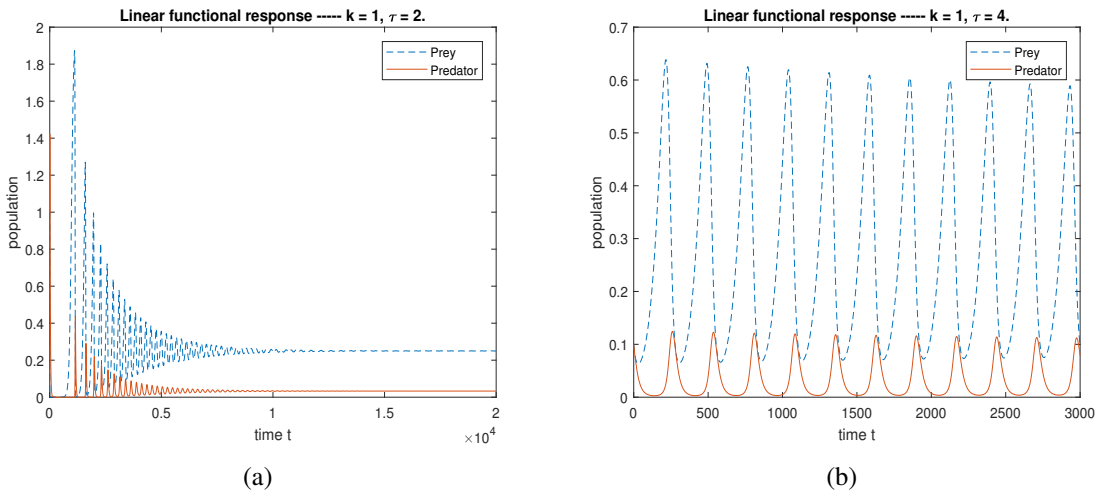 Linear functional response ----- k = 1, τ = 2.
Prey
Predator
population
2
1.8
1.6
1.4
1.2
1
0.8
0.6
0.4
0.2
0
0
0.5
1
1.5
2
×10⁴
time t
(a)
Linear functional response ----- k = 1, τ = 4.
Prey
Predator
population
0.7
0.6
0.5
0.4
0.3
0.2
0.1
0
0
500
1000
1500
2000
2500
3000
time t
(b)